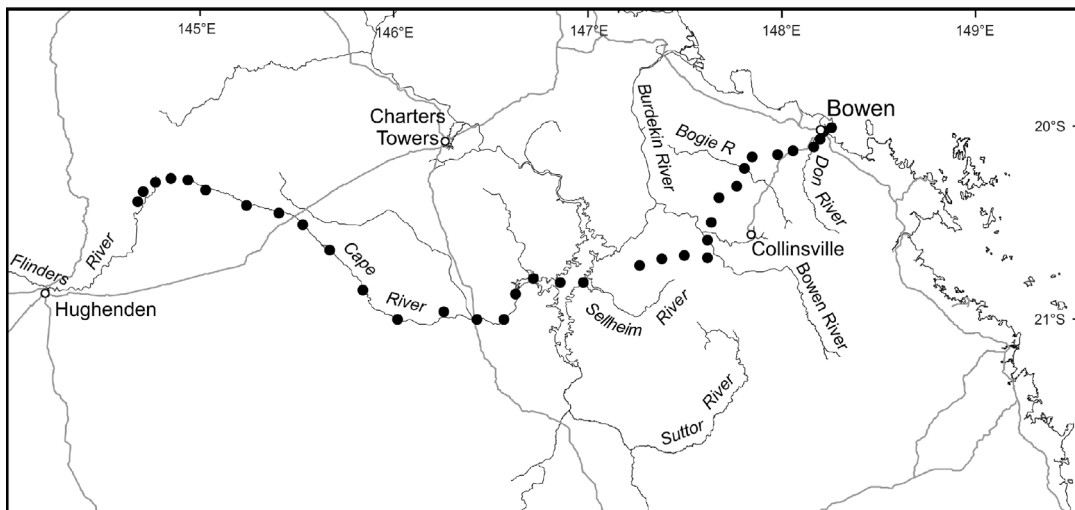 145°E
146°E
147°E
148°E
149°E
20°S
21°S
Charters
Towers
Burdekin River
Bogie R
Bowen
Don River
Collinsville
Bowen River
Flinders River
Hughenden
Cape River
Sellheim River
Suttor River